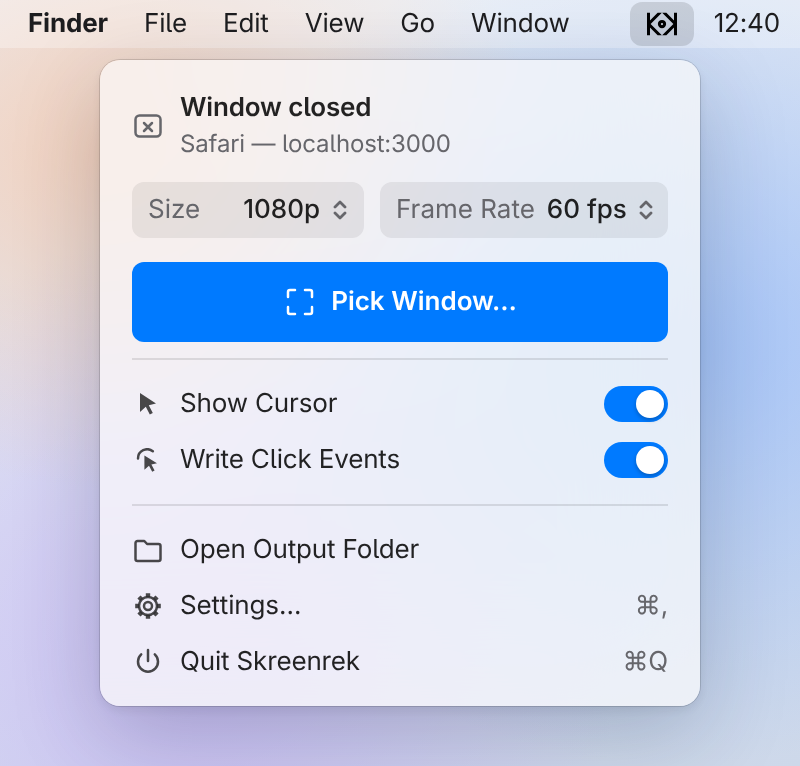 Finder File Edit View Go Window 12:40
Window closed
Safari — localhost:3000
Size 1080p Frame Rate 60 fps
Pick Window...
Show Cursor
Write Click Events
Open Output Folder
Settings... ⌘,
Quit Skreenrek ⌘Q